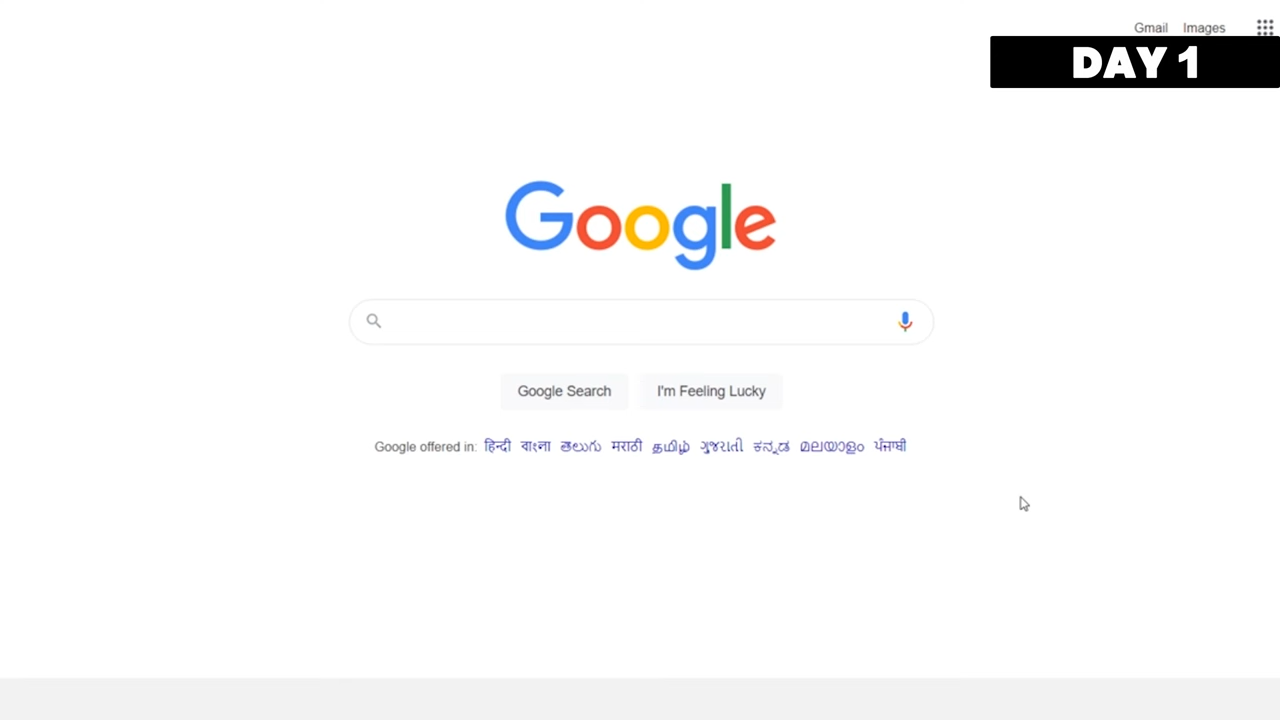 Gmail Images
DAY 1
Google
Google Search I'm Feeling Lucky
Google offered in: हिन्दी বাংলা తెలుగు मराठी தமிழ் ગુજરાતી ಕನ್ನಡ മലയാളം ਪੰਜਾਬੀ